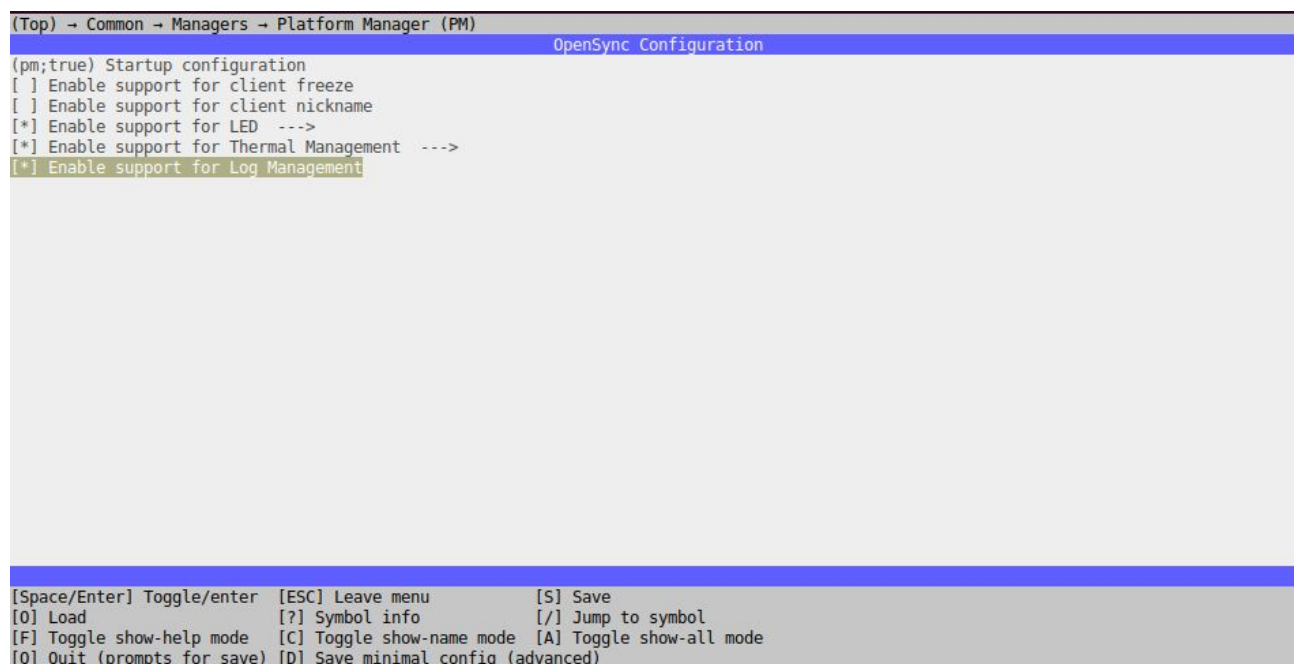 (Top) → Common → Managers → Platform Manager (PM)
OpenSync Configuration
(pm;true) Startup configuration
[ ] Enable support for client freeze
[ ] Enable support for client nickname
[*] Enable support for LED  --->
[*] Enable support for Thermal Management  --->
[*] Enable support for Log Management
[Space/Enter] Toggle/enter  [ESC] Leave menu  [S] Save
[O] Load  [?] Symbol info  [/] Jump to symbol
[F] Toggle show-help mode  [C] Toggle show-name mode  [A] Toggle show-all mode
[Q] Quit (prompts for save)  [D] Save minimal config (advanced)